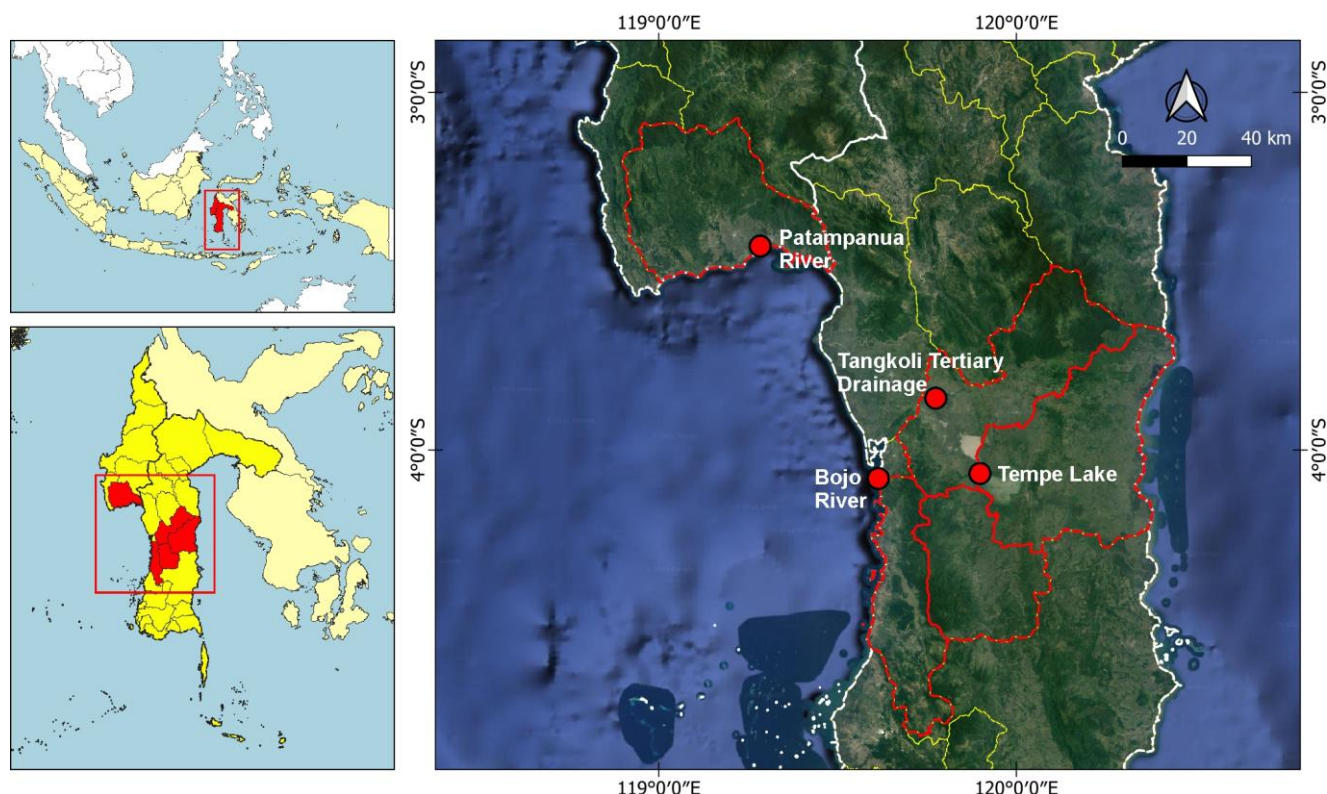 119°0′0″E
120°0′0″E
3°0′0″S
3°0′0″S
0
20
40 km
Patampanua
River
Tangkoli Tertiary
Drainage
4°0′0″S
4°0′0″S
Bojo
River
Tempe Lake
119°0′0″E
120°0′0″E